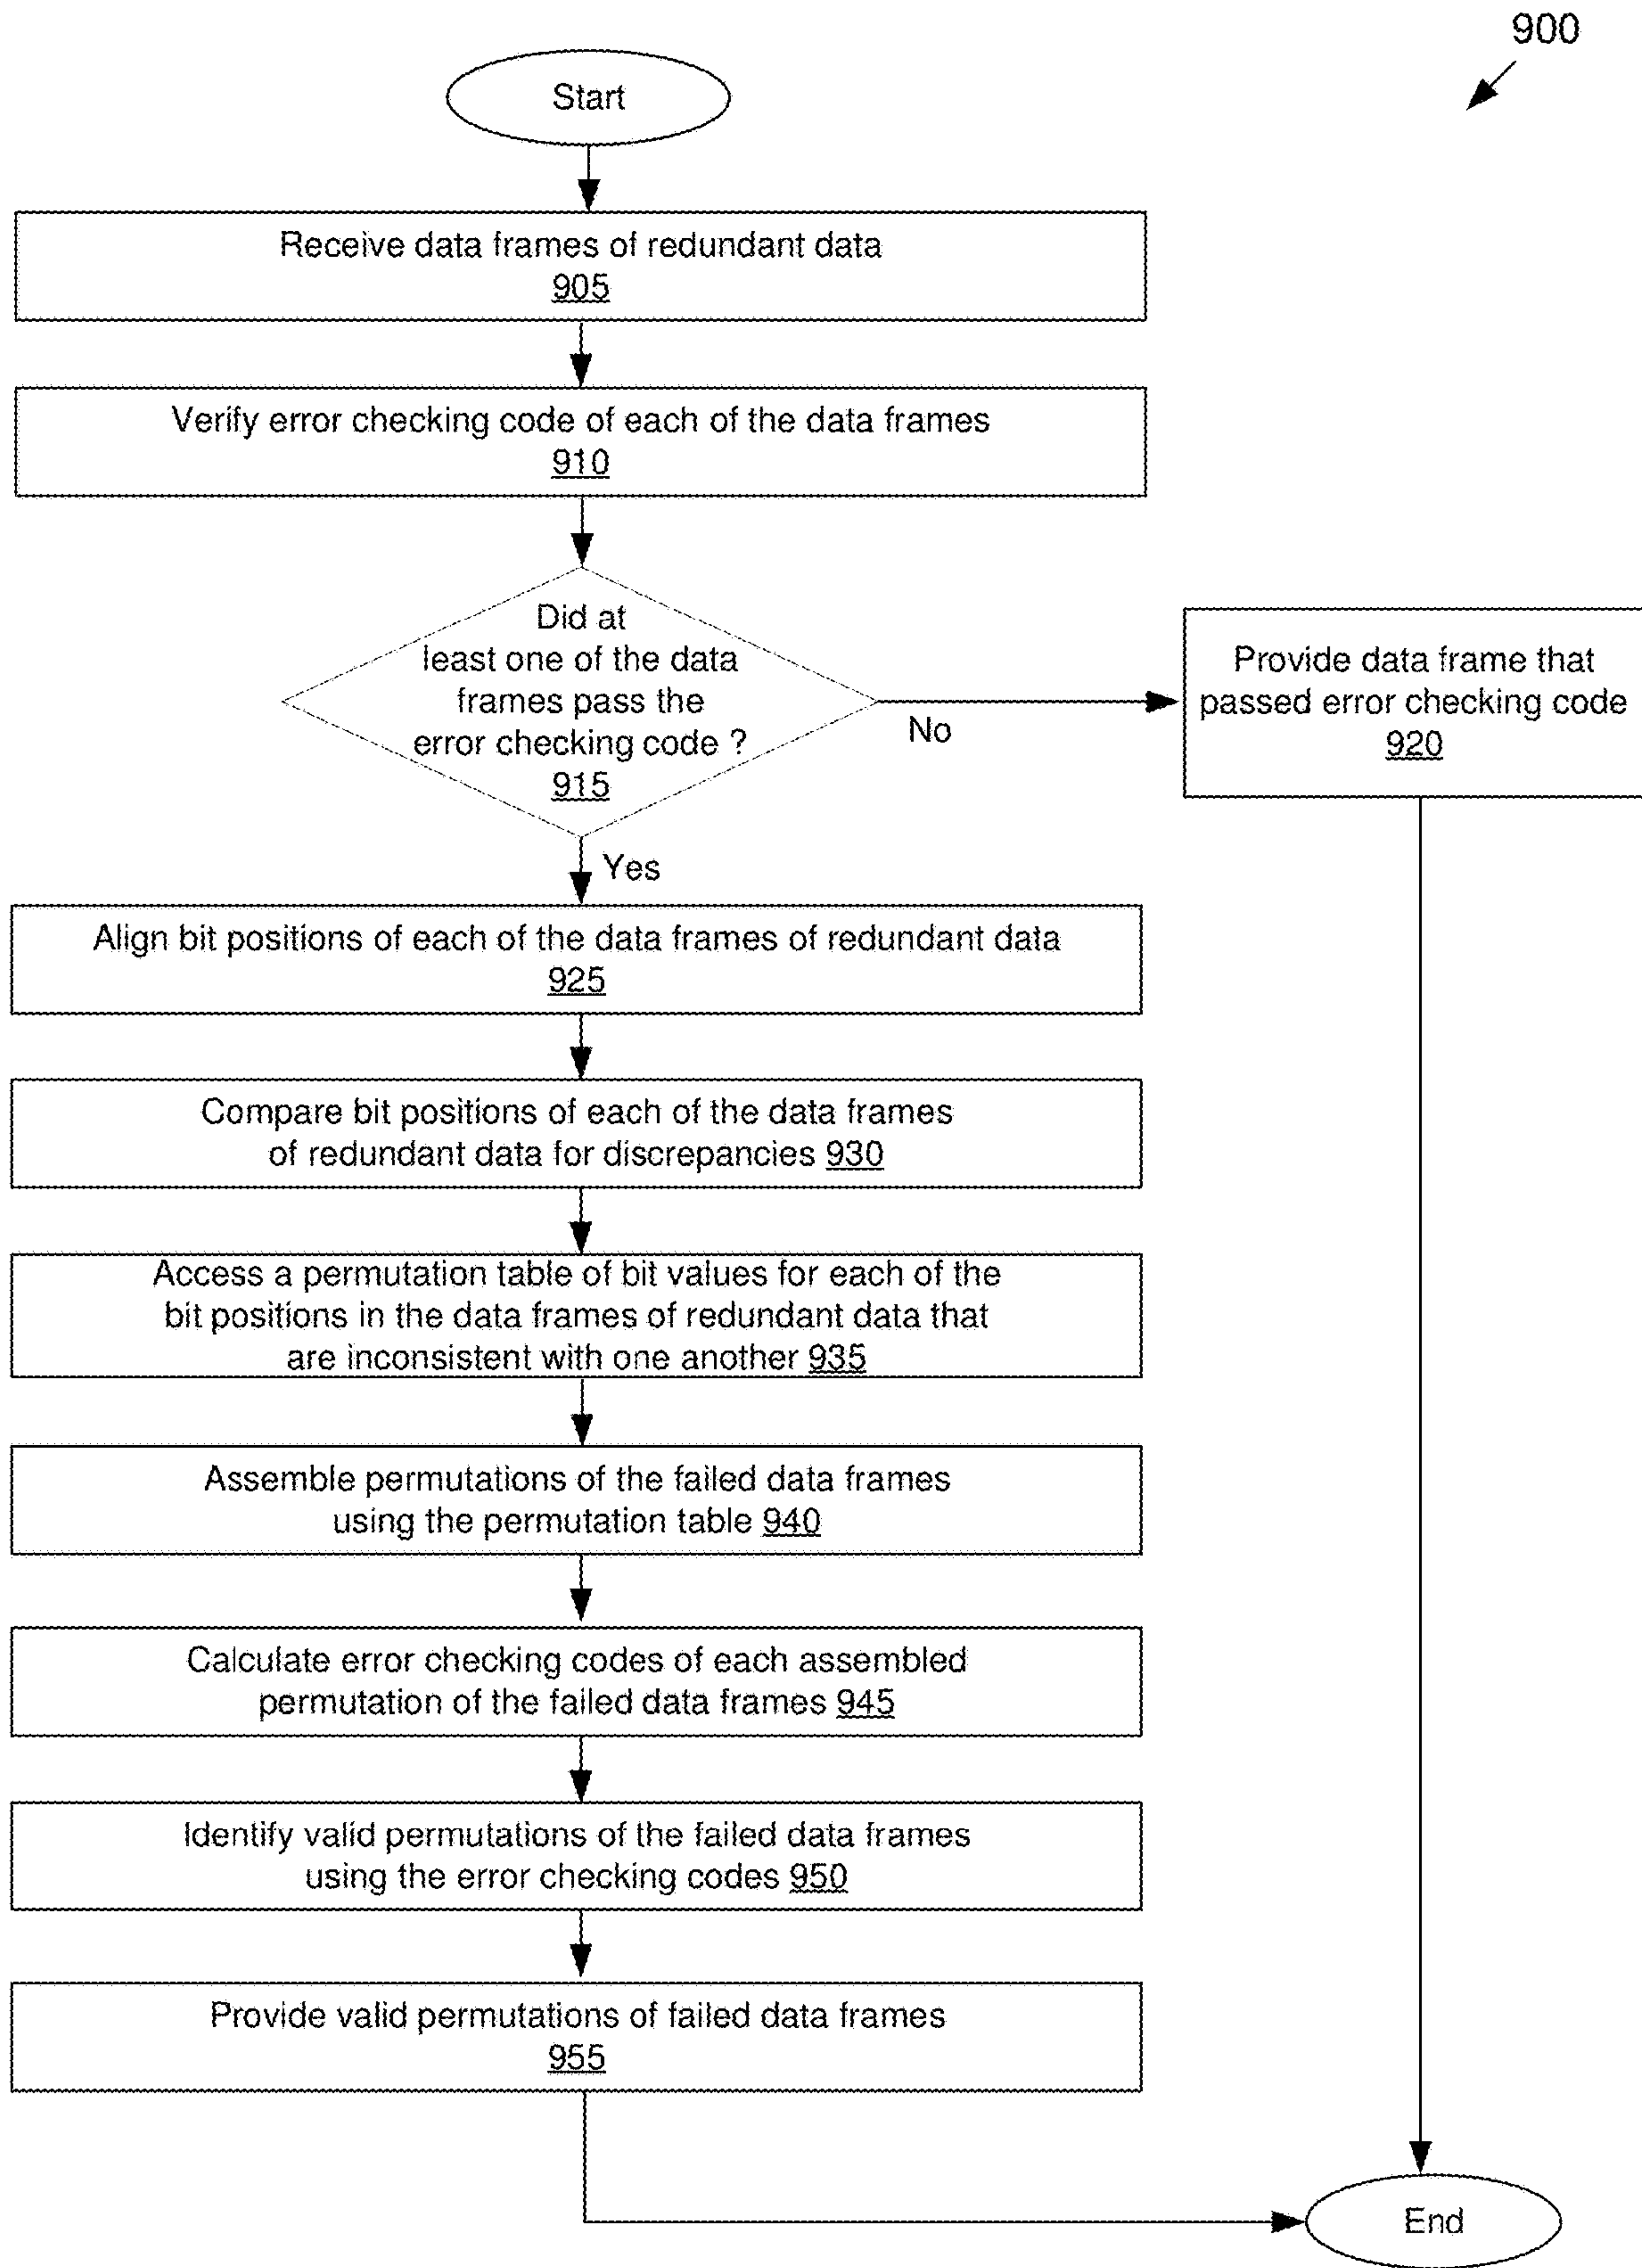 900
Start
Receive data frames of redundant data
905
Verify error checking code of each of the data frames
910
Did at
least one of the data
frames pass the
error checking code ?
915
No
Provide data frame that
passed error checking code
920
Yes
Align bit positions of each of the data frames of redundant data
925
Compare bit positions of each of the data frames
of redundant data for discrepancies 930
Access a permutation table of bit values for each of the
bit positions in the data frames of redundant data that
are inconsistent with one another 935
Assemble permutations of the failed data frames
using the permutation table 940
Calculate error checking codes of each assembled
permutation of the failed data frames 945
Identify valid permutations of the failed data frames
using the error checking codes 950
Provide valid permutations of failed data frames
955
End